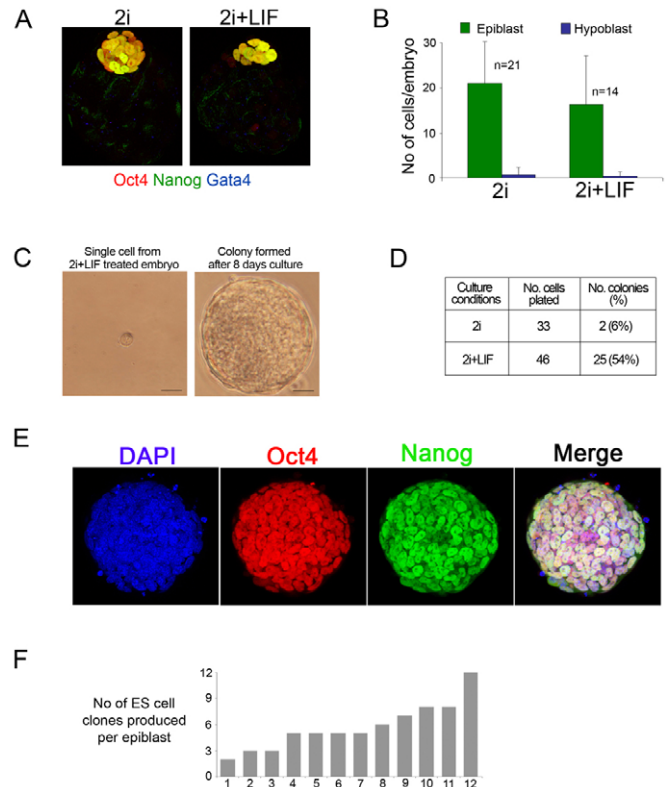 A
2i
2i+LIF
Oct4 Nanog Gata4
B
Epiblast
Hypoblast
No of cells/embryo
30
20
10
0
n=21
n=14
2i
2i+LIF
C
Single cell from
2i+LIF treated embryo
Colony formed
after 8 days culture
D
Culture
conditions
No. cells
plated
No. colonies
(%)
2i
33
2 (6%)
2i+LIF
46
25 (54%)
E
DAPI
Oct4
Nanog
Merge
F
No of ES cell
clones produced
per epiblast
12
9
6
3
0
1 2 3 4 5 6 7 8 9 10 11 12